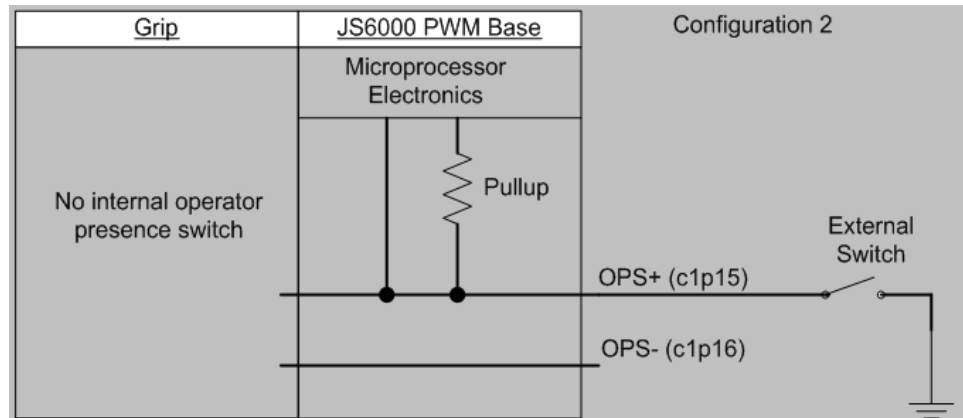 Grip
JS6000 PWM Base
Configuration 2
Microprocessor
Electronics
Pullup
No internal operator
presence switch
External
Switch
OPS+ (c1p15)
OPS- (c1p16)